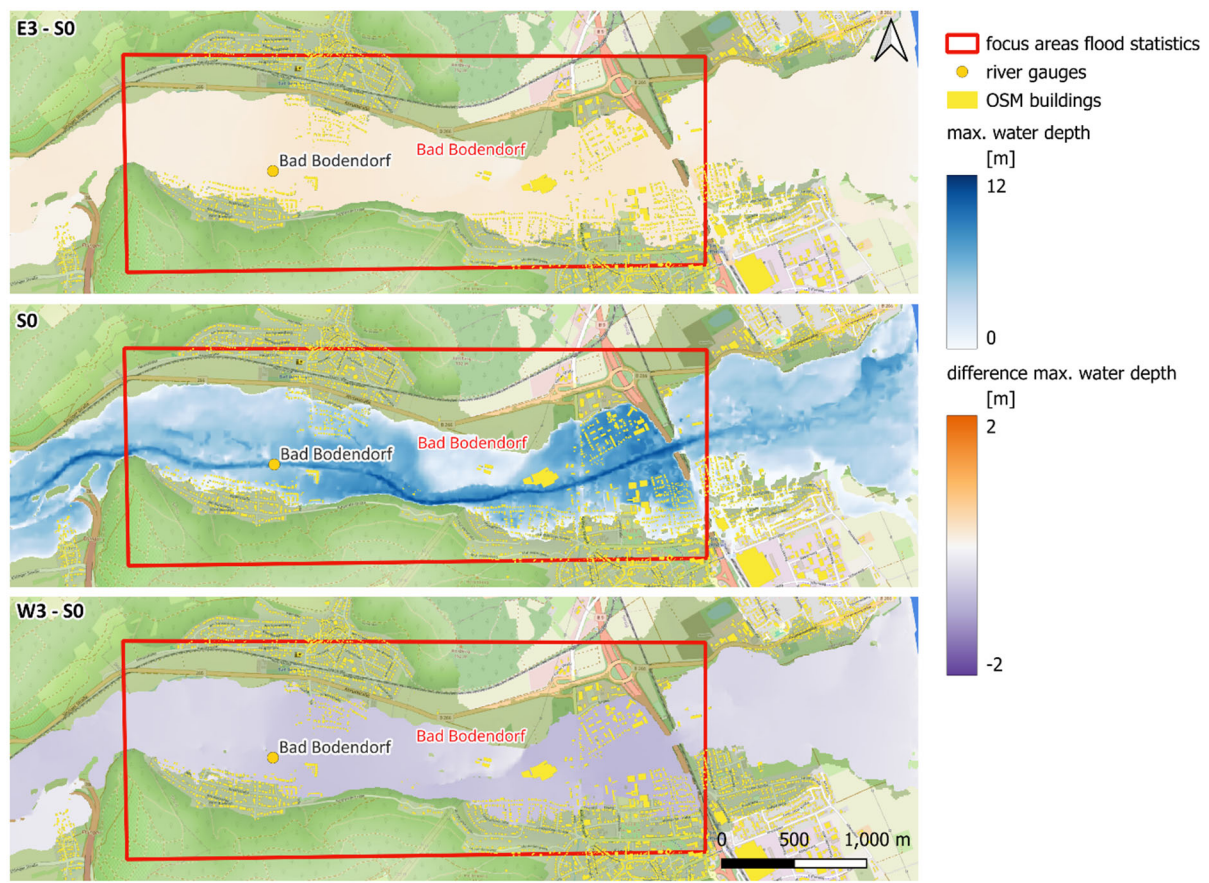 E3 - S0
Bad Bodendorf
Bad Bodendorf
S0
Bad Bodendorf
Bad Bodendorf
W3 - S0
Bad Bodendorf
Bad Bodendorf
0 500 1,000 m
focus areas flood statistics
river gauges
OSM buildings
max. water depth
[m]
12
0
difference max. water depth
[m]
2
-2